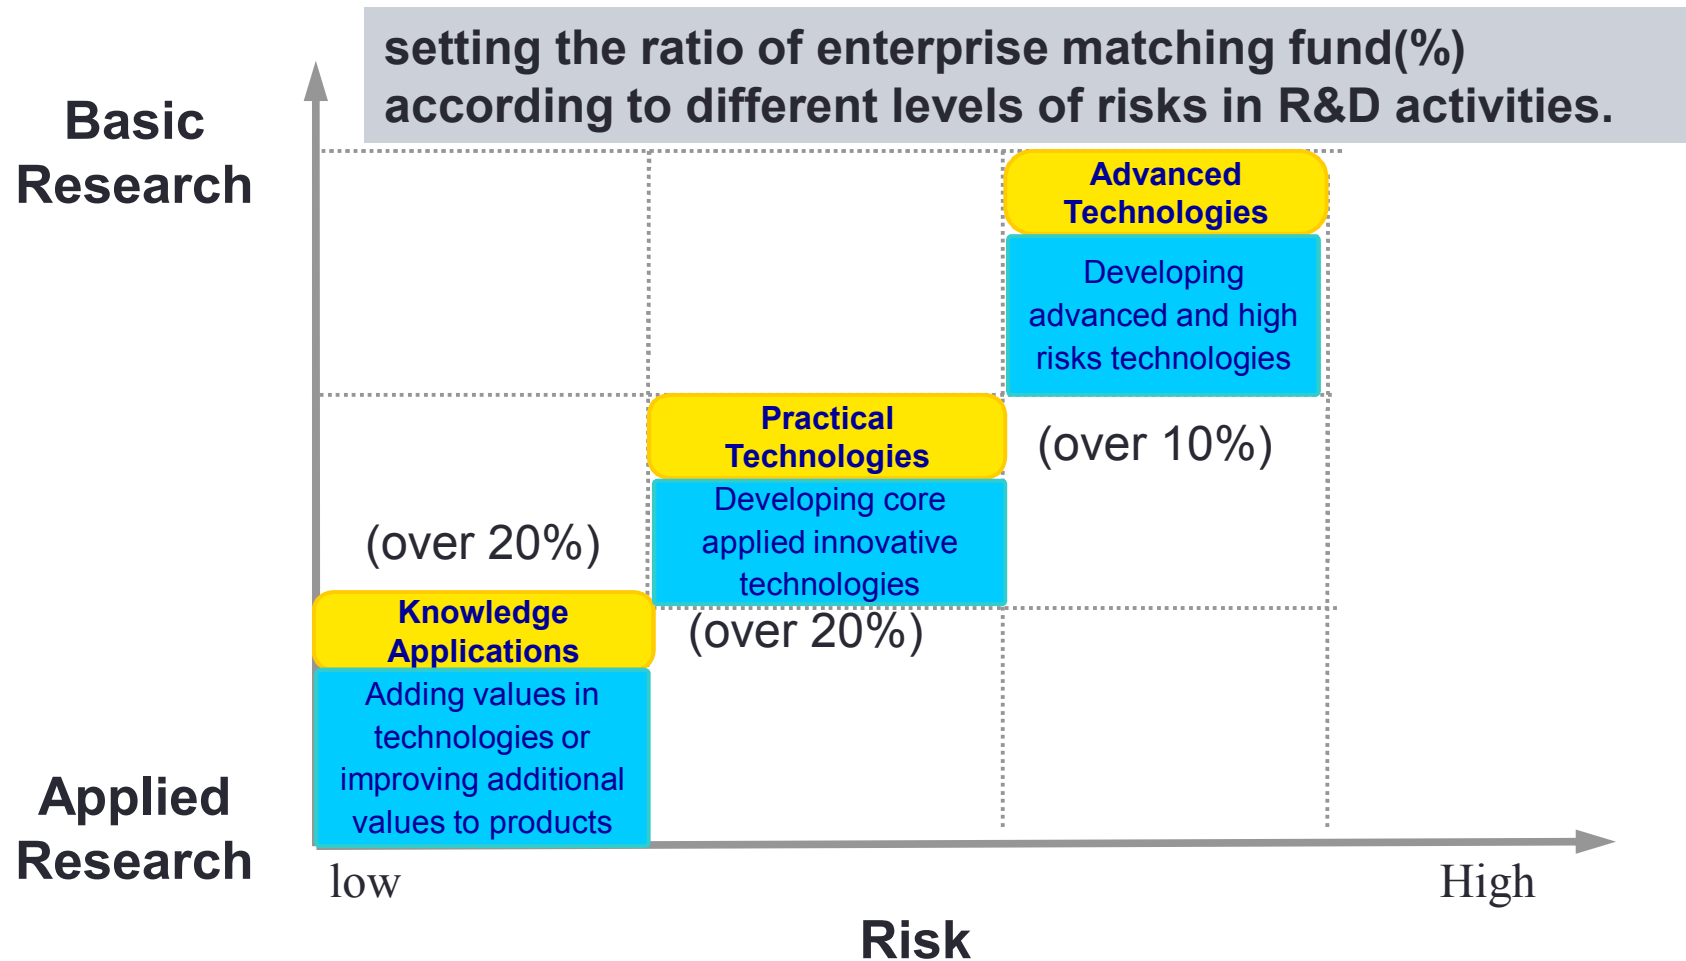 setting the ratio of enterprise matching fund(%)
according to different levels of risks in R&D activities.
Basic
Research
Advanced
Technologies
Developing
advanced and high
risks technologies
(over 10%)
Practical
Technologies
Developing core
applied innovative
technologies
(over 20%)
(over 20%)
Knowledge
Applications
Adding values in
technologies or
improving additional
values to products
Applied
Research
low
High
Risk